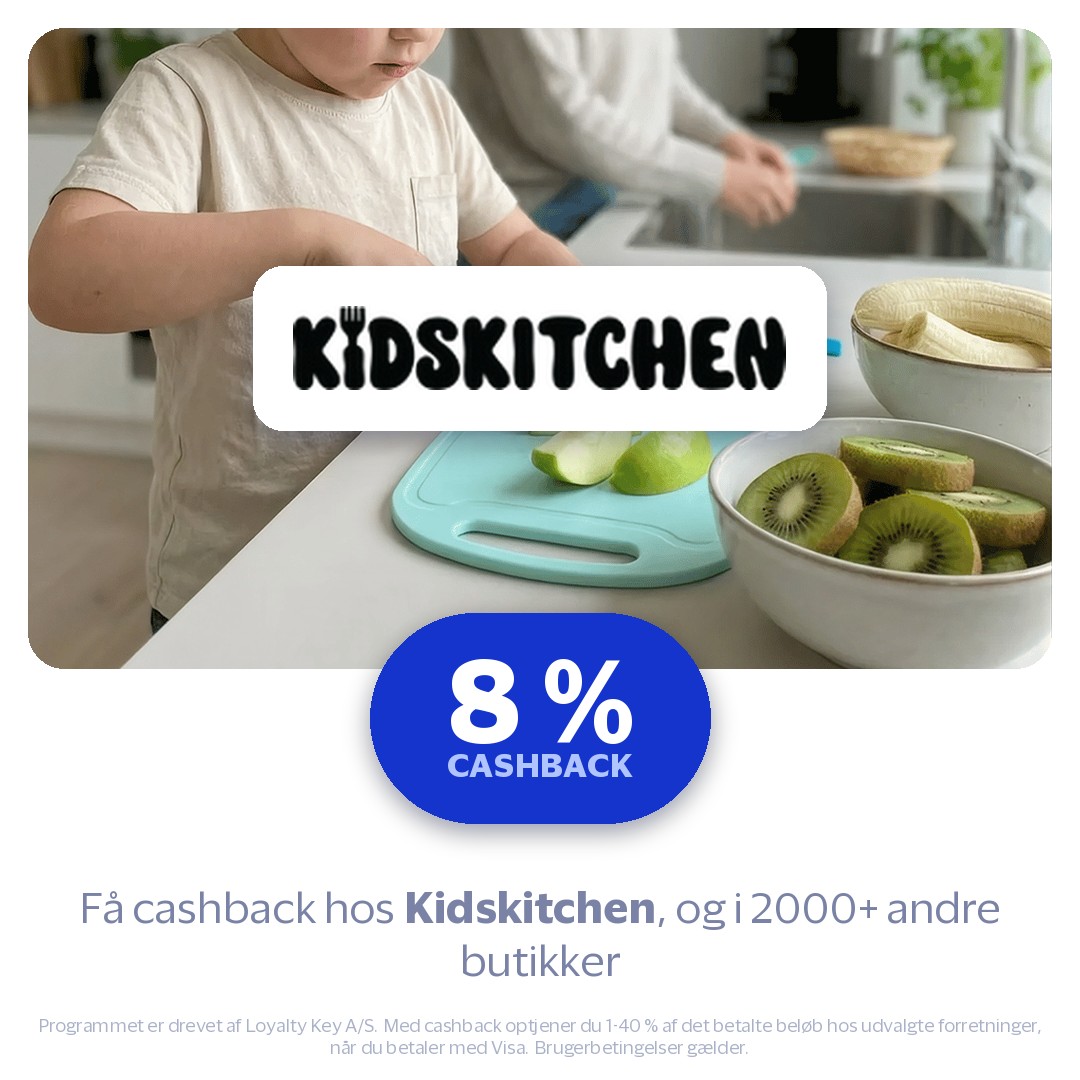 KIDSKITCHEN
8 %
CASHBACK
Få cashback hos Kidskitchen, og i 2000+ andre
butikker
Programmet er drevet af Loyalty Key A/S. Med cashback optjener du 1-40 % af det betalte beløb hos udvalgte forretninger,
når du betaler med Visa. Brugerbetingelser gælder.